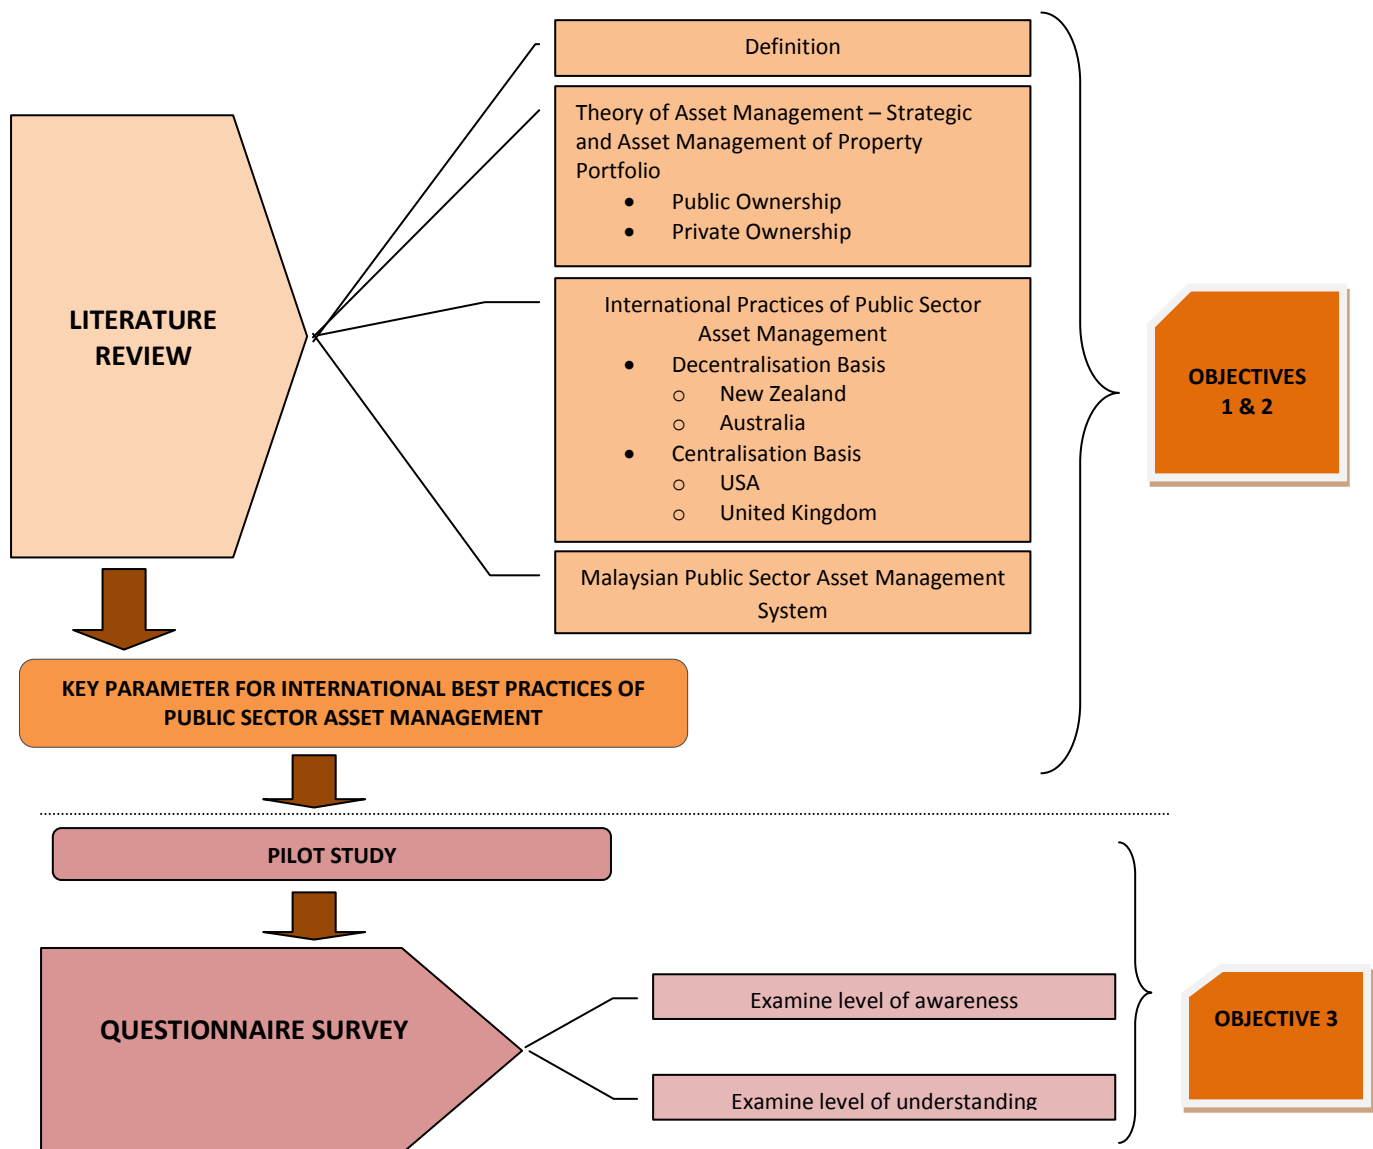 Definition
Theory of Asset Management – Strategic
and Asset Management of Property
Portfolio
• Public Ownership
• Private Ownership
LITERATURE
REVIEW
International Practices of Public Sector
Asset Management
• Decentralisation Basis
o New Zealand
o Australia
• Centralisation Basis
o USA
o United Kingdom
Malaysian Public Sector Asset Management
System
OBJECTIVES
1 & 2
KEY PARAMETER FOR INTERNATIONAL BEST PRACTICES OF
PUBLIC SECTOR ASSET MANAGEMENT
PILOT STUDY
QUESTIONNAIRE SURVEY
Examine level of awareness
Examine level of understanding
OBJECTIVE 3